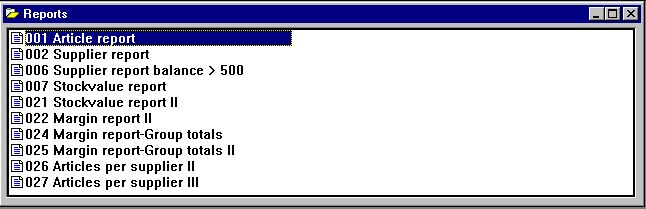 Reports
001 Article report
002 Supplier report
006 Supplier report balance > 500
007 Stockvalue report
021 Stockvalue report II
022 Margin report II
024 Margin report-Group totals
025 Margin report-Group totals II
026 Articles per supplier II
027 Articles per supplier III